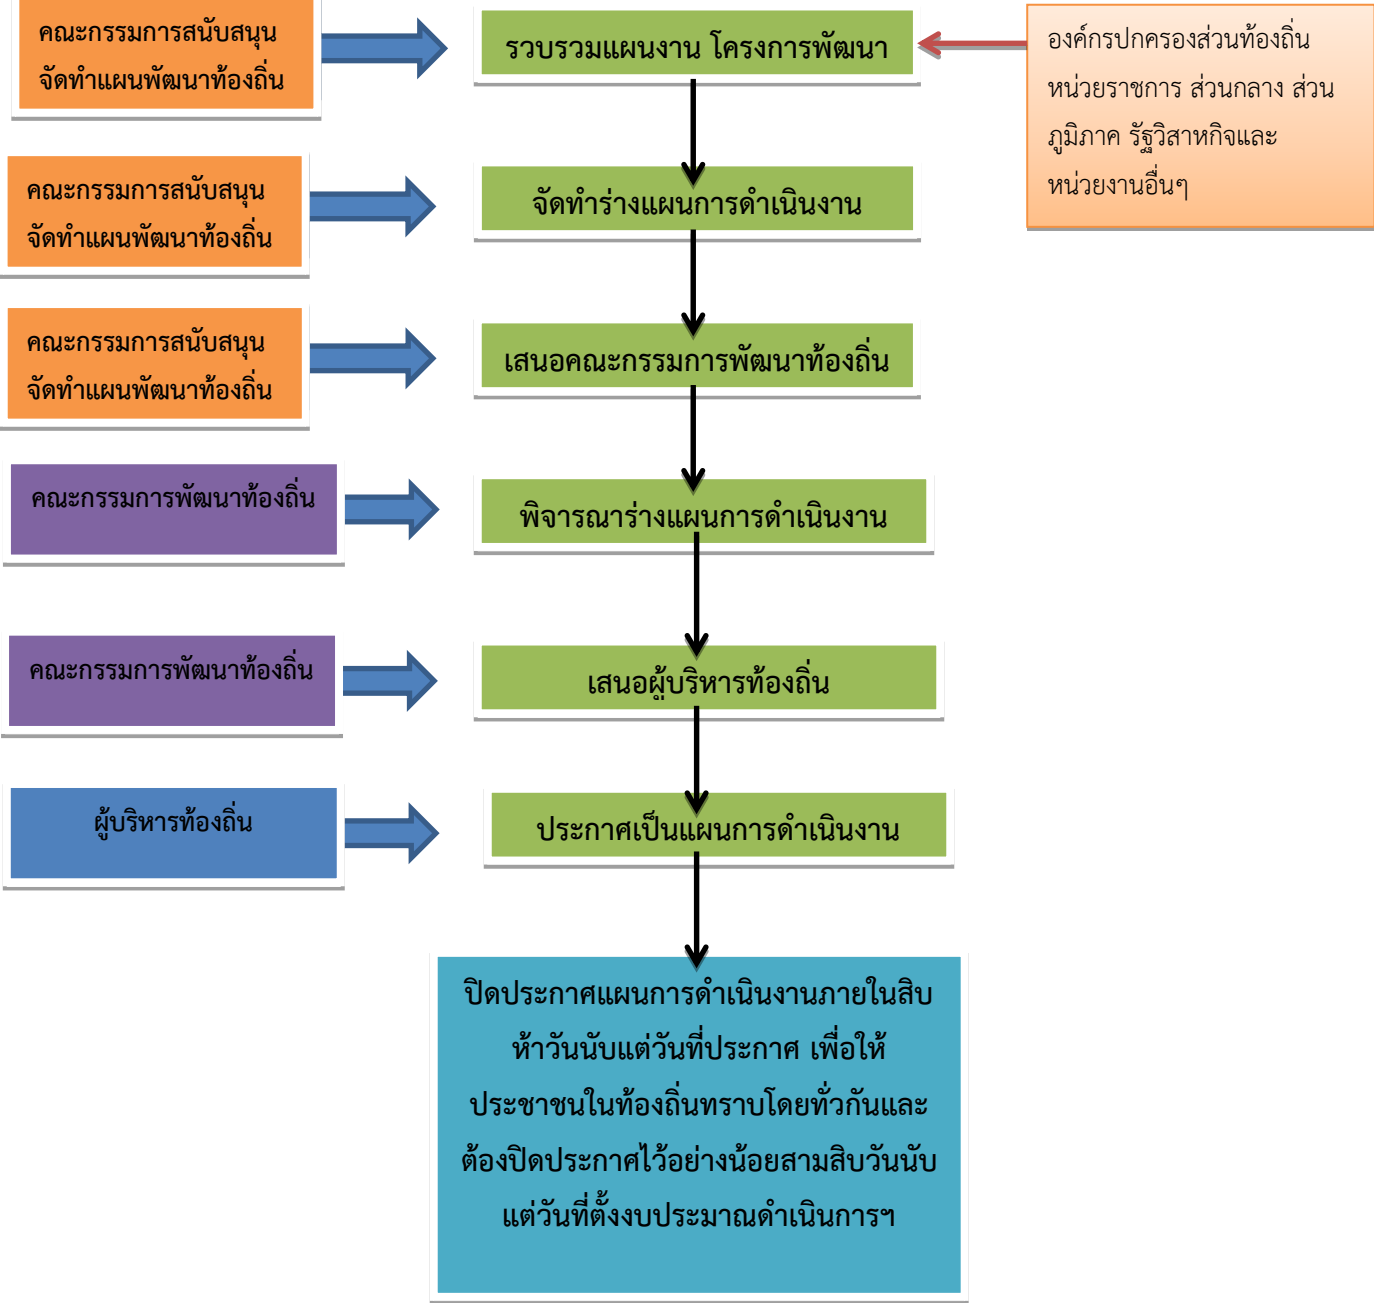 คณะกรรมการสนับสนุน
จัดทำแผนพัฒนาท้องถิ่น
รวบรวมแผนงาน โครงการพัฒนา
องค์กรปกครองส่วนท้องถิ่น
หน่วยราชการ ส่วนกลาง ส่วน
ภูมิภาค รัฐวิสาหกิจและ
หน่วยงานอื่นๆ
คณะกรรมการสนับสนุน
จัดทำแผนพัฒนาท้องถิ่น
จัดทำร่างแผนการดำเนินงาน
คณะกรรมการสนับสนุน
จัดทำแผนพัฒนาท้องถิ่น
เสนอคณะกรรมการพัฒนาท้องถิ่น
คณะกรรมการพัฒนาท้องถิ่น
พิจารณาร่างแผนการดำเนินงาน
คณะกรรมการพัฒนาท้องถิ่น
เสนอผู้บริหารท้องถิ่น
ผู้บริหารท้องถิ่น
ประกาศเป็นแผนการดำเนินงาน
ปิดประกาศแผนการดำเนินงานภายในสิบ
ห้าวันนับแต่วันที่ประกาศ เพื่อให้
ประชาชนในท้องถิ่นทราบโดยทั่วกันและ
ต้องปิดประกาศไว้อย่างน้อยสามสิบวันนับ
แต่วันที่ตั้งงบประมาณดำเนินการฯ